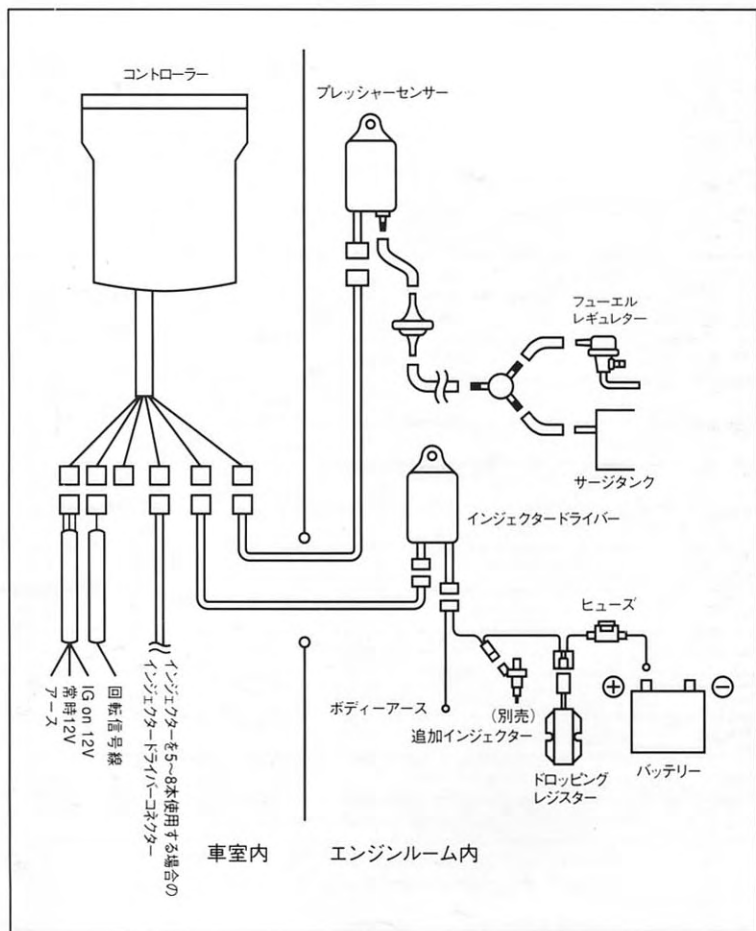 コントローラー
プレッシャーセンサー
フューエル
レギュレター
サージタンク
インジェクタードライバー
ヒューズ
ボディーアース
(別売)
追加インジェクター
ドロッピング
レジスター
バッテリー
⊕
⊖
アース
常時12V
IG on 12V
回転信号線
インジェクターを5〜8本使用する場合の
インジェクタードライバーコネクター
車室内
エンジンルーム内